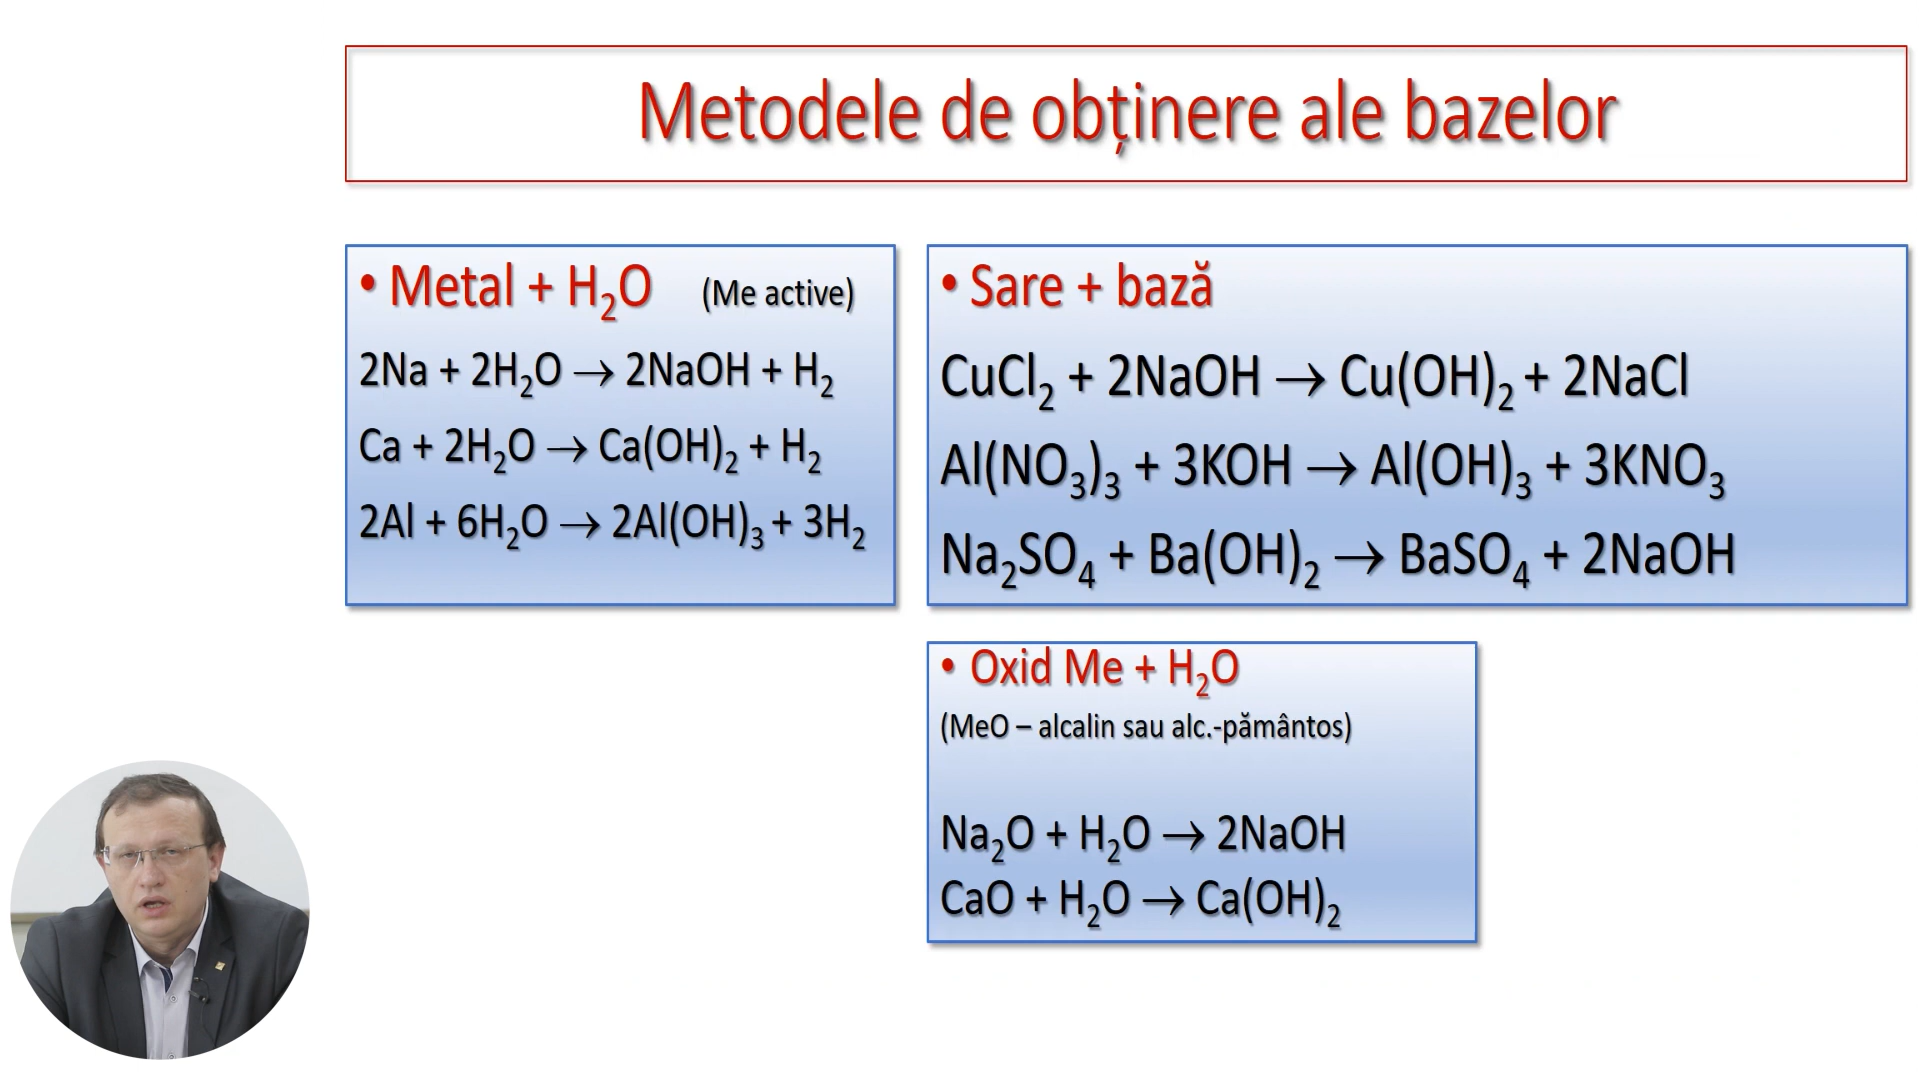 Metodele de obținere ale bazelor
• Metal + H₂O (Me active)
2Na + 2H₂O → 2NaOH + H₂
Ca + 2H₂O → Ca(OH)₂ + H₂
2Al + 6H₂O → 2Al(OH)₃ + 3H₂
• Sare + bază
CuCl₂ + 2NaOH → Cu(OH)₂ + 2NaCl
Al(NO₃)₃ + 3KOH → Al(OH)₃ + 3KNO₃
Na₂SO₄ + Ba(OH)₂ → BaSO₄ + 2NaOH
• Oxid Me + H₂O
(MeO – alcalin sau alc.-pământos)
Na₂O + H₂O → 2NaOH
CaO + H₂O → Ca(OH)₂